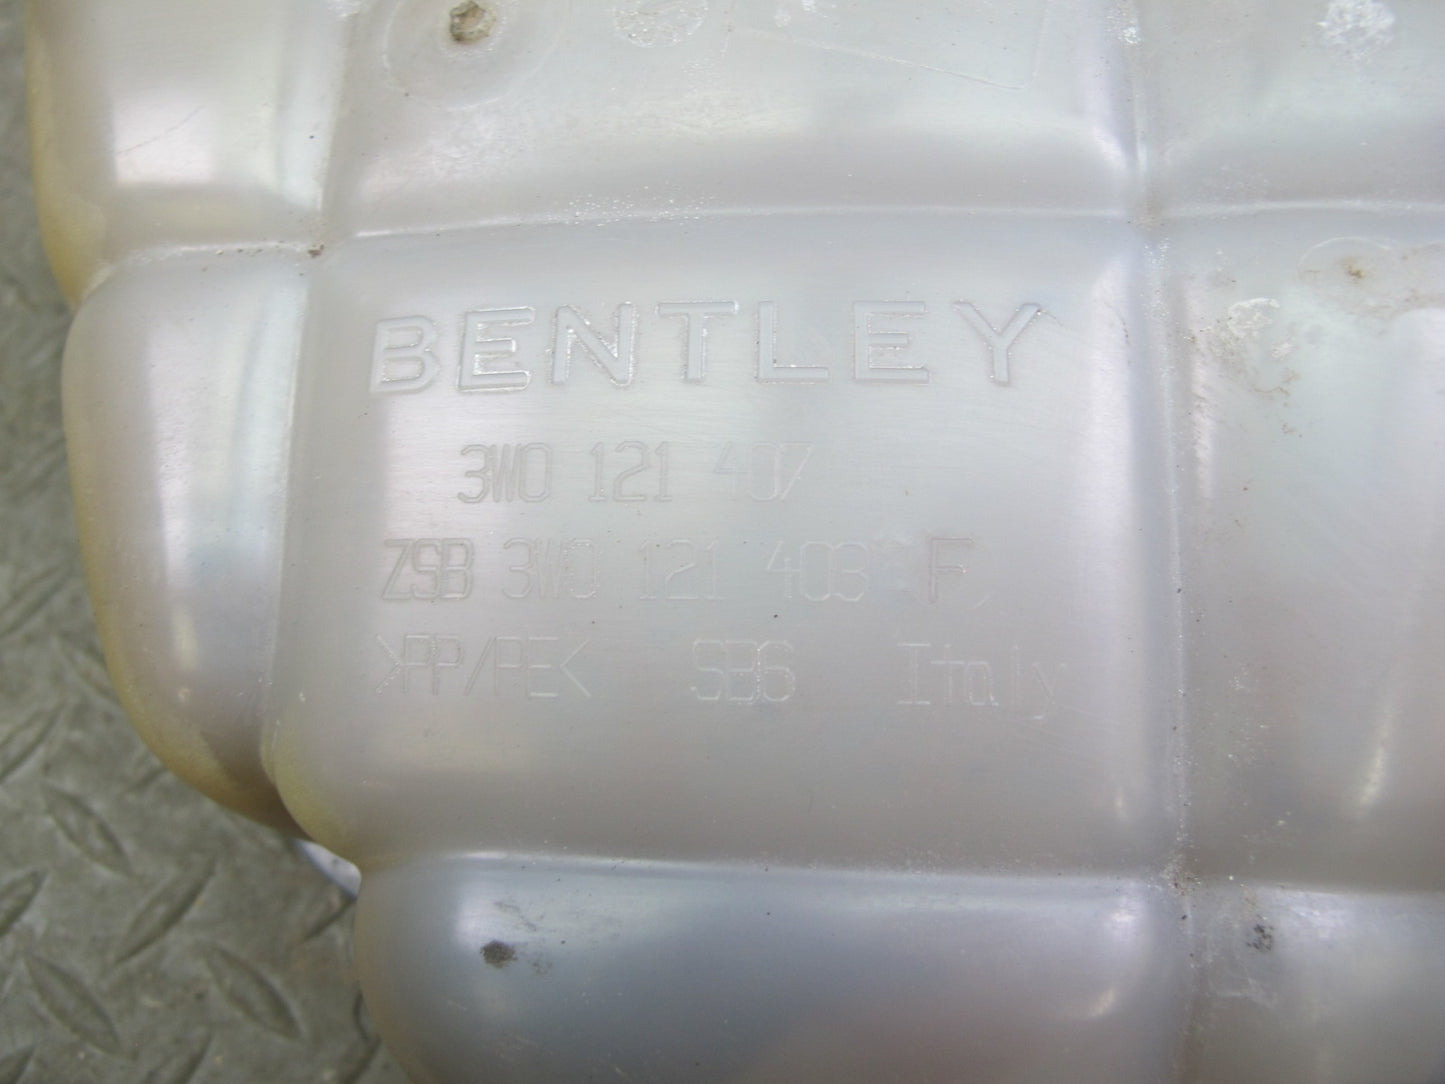 BENTLEY
3W0 121 407
ZSB 3W0 121 403 F
>PP/PE< SB6 Italy